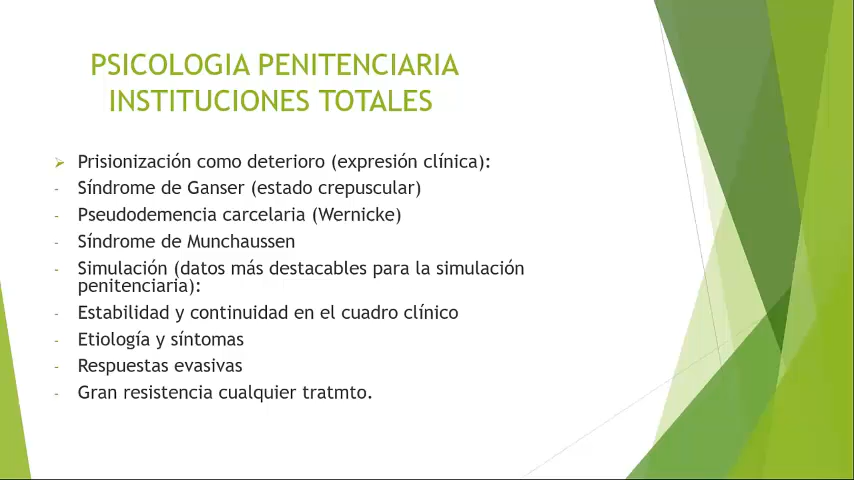 PSICOLOGIA PENITENCIARIA
INSTITUCIONES TOTALES
Prisionización como deterioro (expresión clínica):
- Síndrome de Ganser (estado crepuscular)
- Pseudodemencia carcelaria (Wernicke)
- Síndrome de Munchaussen
- Simulación (datos más destacables para la simulación
penitenciaria):
- Estabilidad y continuidad en el cuadro clínico
- Etiología y síntomas
- Respuestas evasivas
- Gran resistencia cualquier tratmto.